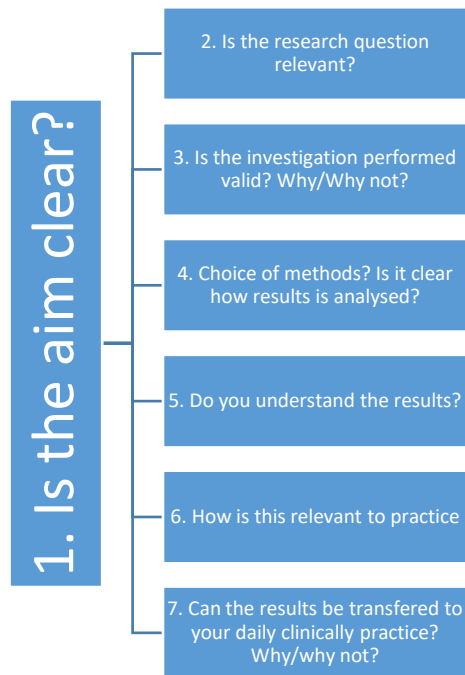 1. Is the aim clear?
2. Is the research question
relevant?
3. Is the investigation performed
valid? Why/Why not?
4. Choice of methods? Is it clear
how results is analysed?
5. Do you understand the results?
6. How is this relevant to practice
7. Can the results be transfered to
your daily clinically practice?
Why/why not?